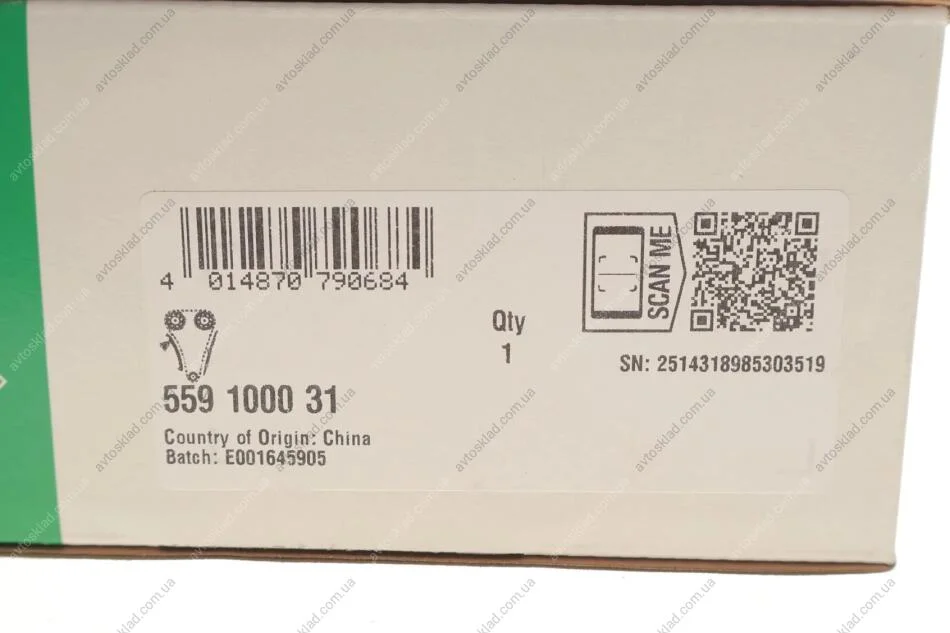 4 014870 790684
SCAN ME
Qty
1
SN: 2514318985303519
559 1000 31
Country of Origin: China
Batch: E001645905
avtosklad.com.ua